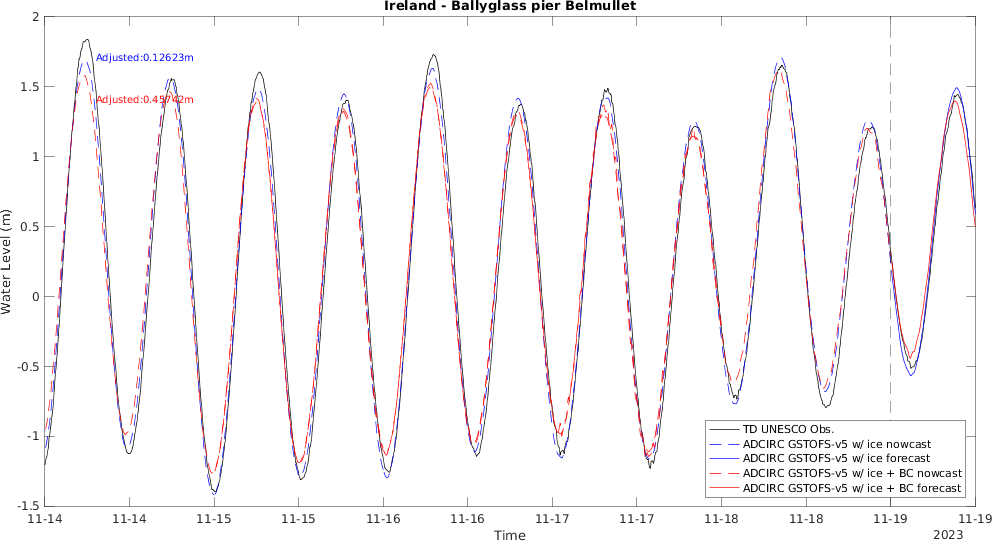 Ireland - Ballyglass pier Belmullet
2
1.5
1
0.5
0
-0.5
-1
-1.5
Water Level (m)
Adjusted:0.12623m
Adjusted:0.45742m
TD UNESCO Obs.
ADCIRC GSTOFS-v5 w/ ice nowcast
ADCIRC GSTOFS-v5 w/ ice forecast
ADCIRC GSTOFS-v5 w/ ice + BC nowcast
ADCIRC GSTOFS-v5 w/ ice + BC forecast
11-14 11-14 11-15 11-15 11-16 11-16 11-17 11-17 11-18 11-18 11-19 11-19
Time
2023